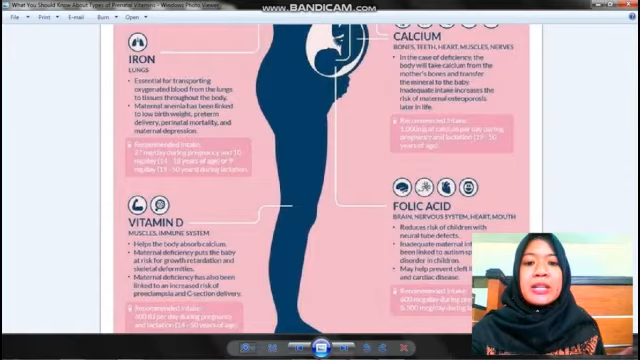 What You Should Know About Types of Prenatal Vitamins - Windows Photo Viewer
WWW.BANDICAM.COM
File
Print
E-mail
Burn
Open
IRON
LUNGS
Essential for transporting
oxygenated blood from the lungs
to tissues throughout the body.
Maternal anemia has been linked
to low birth weight, preterm
delivery, perinatal mortality, and
maternal depression.
Recommended Intake:
27 mg/day during pregnancy and 10
mg/day (14 - 18 years of age) or 9
mg/day (19 - 50 years) during lactation.
VITAMIN D
MUSCLES, IMMUNE SYSTEM
Helps the body absorb calcium.
Maternal deficiency puts the baby
at risk for growth retardation and
skeletal deformities.
Maternal deficiency has also been
linked to an increased risk of
preeclampsia and C-section delivery.
Recommended Intake:
600 IU per day during pregnancy
and lactation (14 - 50 years of age).
CALCIUM
BONES, TEETH, HEART, MUSCLES, NERVES
In the case of deficiency, the
body will take calcium from the
mother's bones and transfer
the mineral to the baby.
Inadequate intake increases the
risk of maternal osteoporosis
later in life.
Recommended Intake:
1,000mg of calcium per day during
pregnancy and lactation (19 - 50
years of age).
FOLIC ACID
BRAIN, NERVOUS SYSTEM, HEART, MOUTH
Reduces risk of children with
neural tube defects.
Inadequate maternal
been linked to autism
disorder in children.
May help prevent cleft
and cardiac disease.
Recommended Intake:
600 mcg/day during
mcg/day during